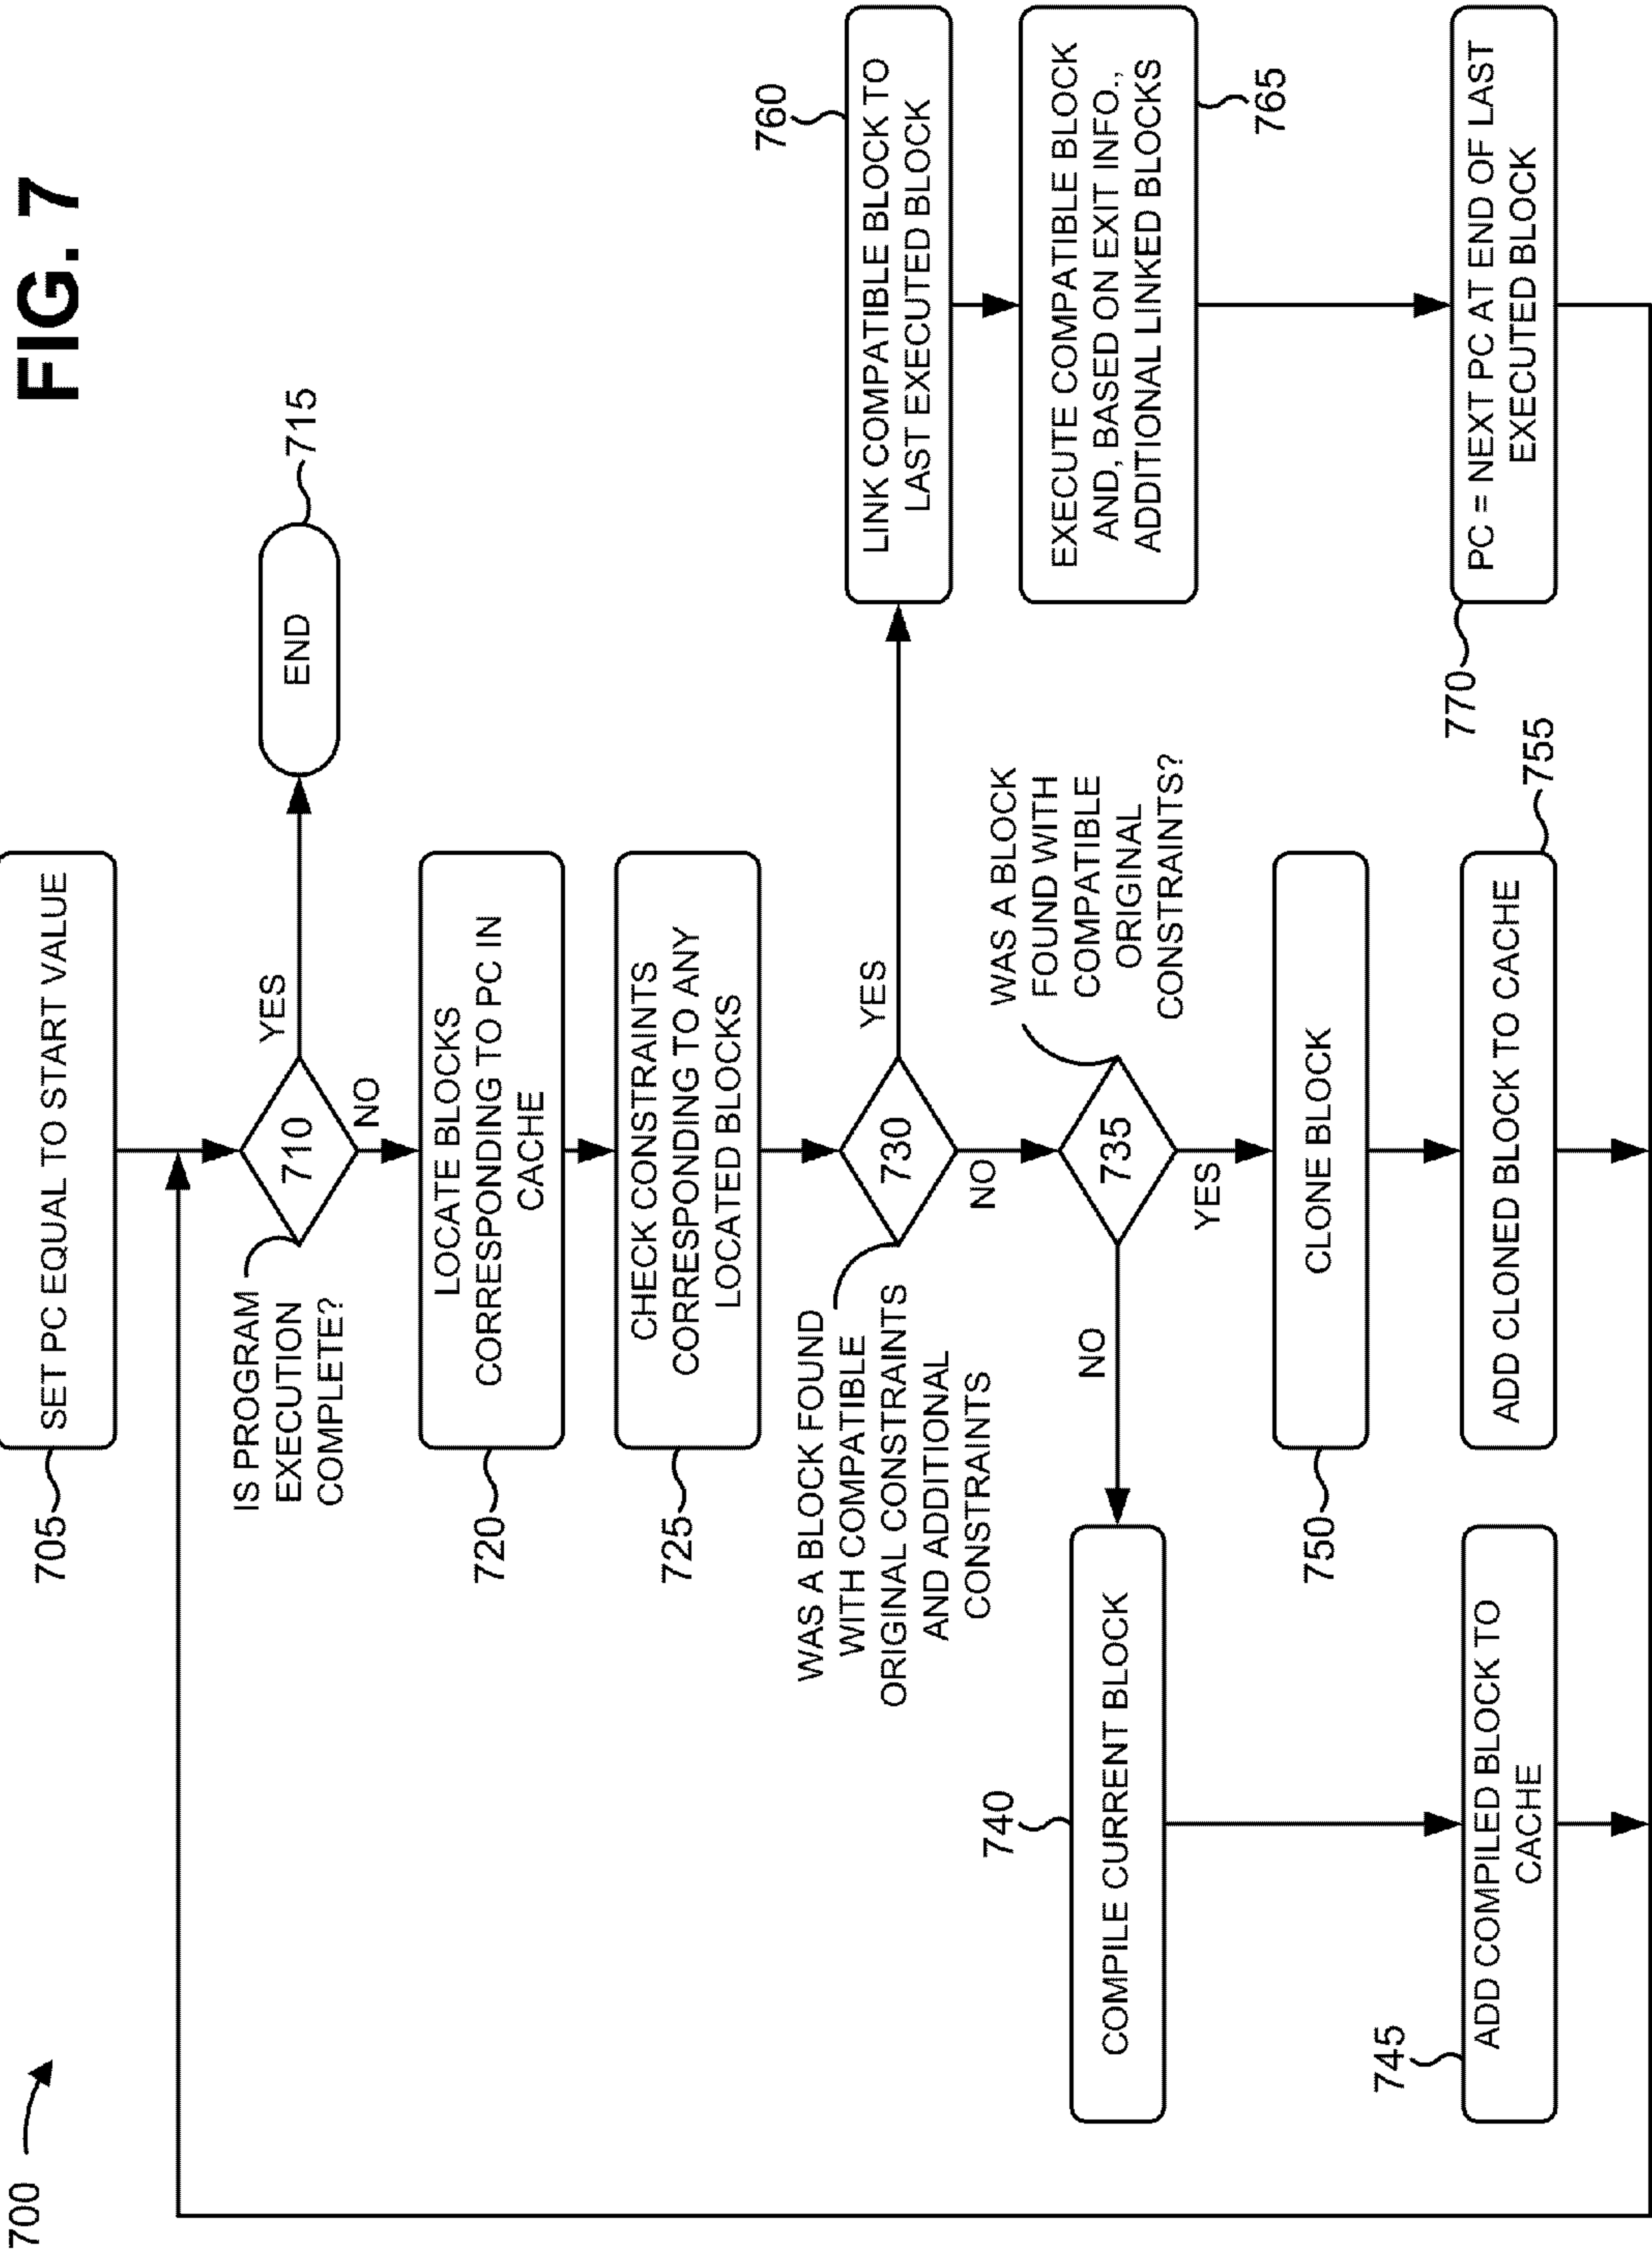 FIG. 7
700
705
SET PC EQUAL TO START VALUE
IS PROGRAM
EXECUTION
COMPLETE?
710
YES
END
715
NO
720
LOCATE BLOCKS
CORRESPONDING TO PC IN
CACHE
725
CHECK CONSTRAINTS
CORRESPONDING TO ANY
LOCATED BLOCKS
WAS A BLOCK FOUND
WITH COMPATIBLE
ORIGINAL CONSTRAINTS
AND ADDITIONAL
CONSTRAINTS
730
YES
NO
760
LINK COMPATIBLE BLOCK TO
LAST EXECUTED BLOCK
EXECUTE COMPATIBLE BLOCK
AND, BASED ON EXIT INFO.,
ADDITIONAL LINKED BLOCKS
765
WAS A BLOCK
FOUND WITH
COMPATIBLE
ORIGINAL
CONSTRAINTS?
735
NO
YES
740
COMPILE CURRENT BLOCK
745
ADD COMPILED BLOCK TO
CACHE
750
CLONE BLOCK
ADD CLONED BLOCK TO CACHE
755
770
PC = NEXT PC AT END OF LAST
EXECUTED BLOCK